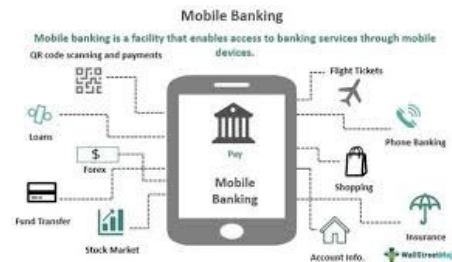 Mobile Banking
Mobile banking is a facility that enables access to banking services through mobile
devices.
QR code scanning and payments
Flight Tickets
Loans
Phone Banking
Pay
$
Forex
Mobile
Banking
Shopping
Fund Transfer
Stock Market
Account Info.
Insurance
WallStreetMojo